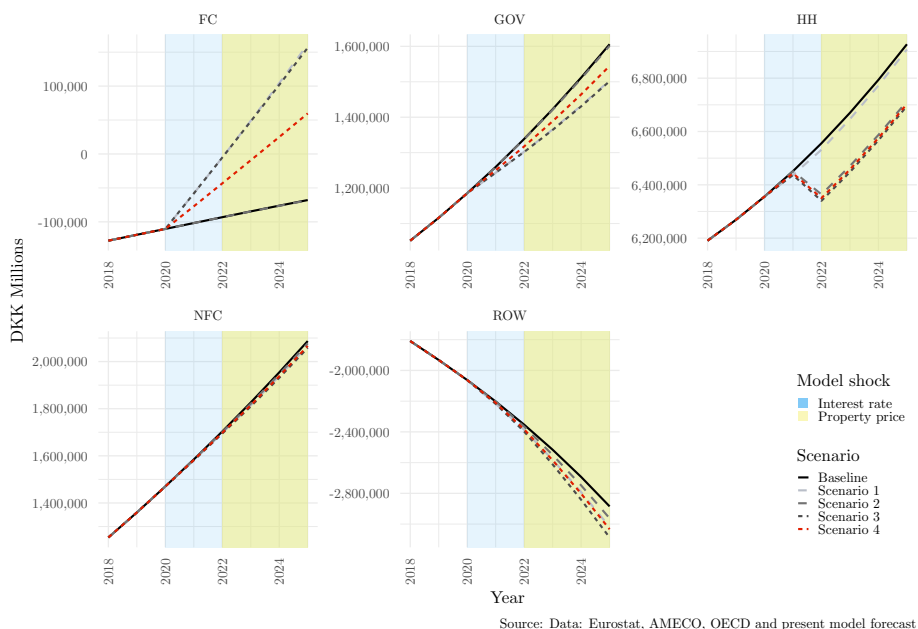 FC
GOV
HH
100,000
0
-100,000
1,600,000
1,400,000
1,200,000
6,800,000
6,600,000
6,400,000
6,200,000
2018
2020
2022
2024
2018
2020
2022
2024
2018
2020
2022
2024
DKK Millions
NFC
ROW
2,000,000
1,800,000
1,600,000
1,400,000
-2,000,000
-2,400,000
-2,800,000
2018
2020
2022
2024
2018
2020
2022
2024
Year
Model shock
Interest rate
Property price
Scenario
Baseline
Scenario 1
Scenario 2
Scenario 3
Scenario 4
Source: Data: Eurostat, AMECO, OECD and present model forecast